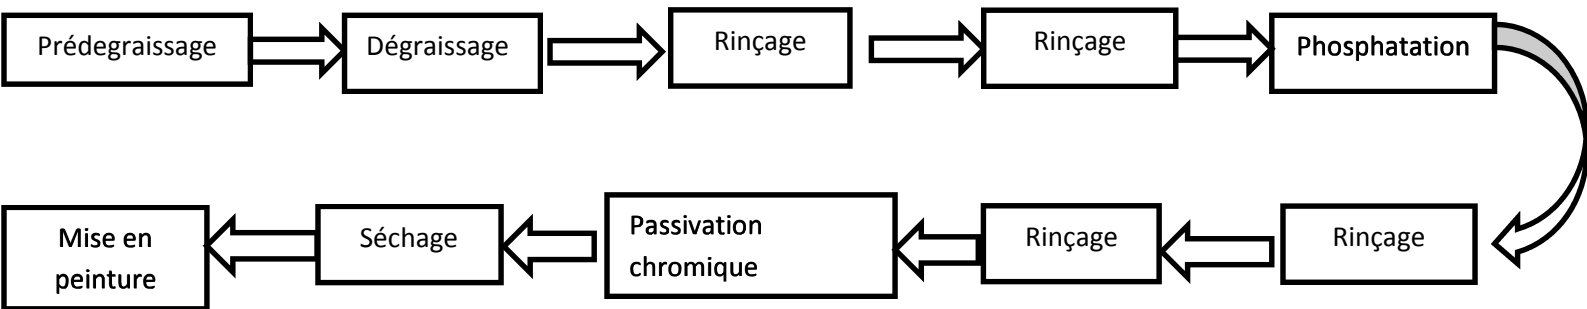 Prédegraissage
Dégraissage
Rinçage
Rinçage
Phosphatation
Rinçage
Rinçage
Passivation
chromique
Séchage
Mise en
peinture